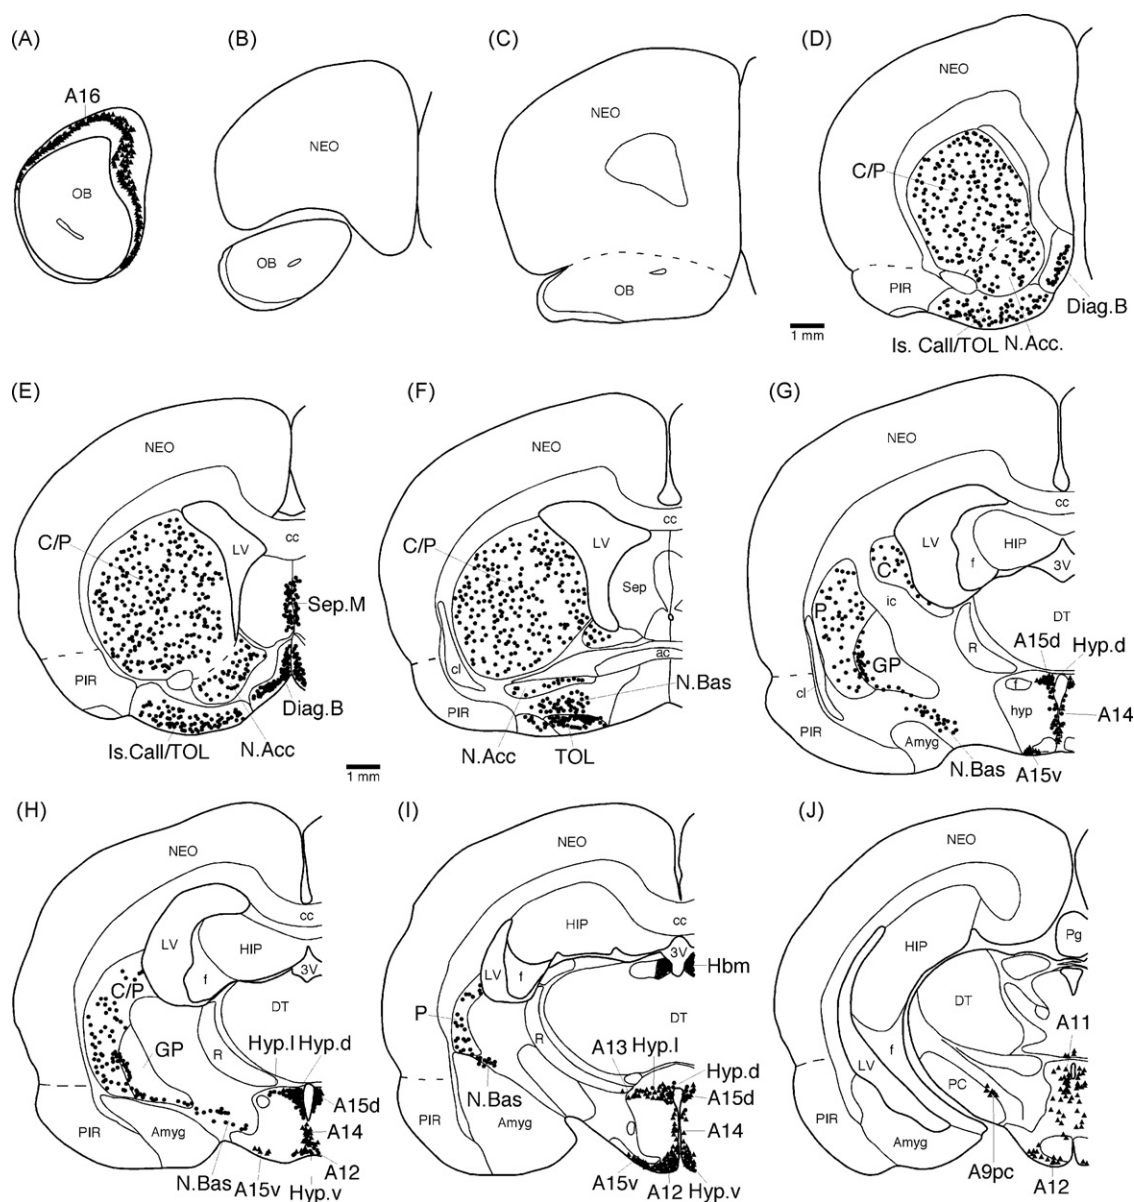 (A)
A16
OB
(B)
NEO
OB
(C)
NEO
OB
(D)
NEO
C/P
PIR
Diag.B
Is. Call/TOL N.Acc.
1 mm
(E)
NEO
C/P
LV
cc
Sep.M
PIR
Diag.B
Is.Call/TOL
N.Acc
1 mm
(F)
NEO
cc
C/P
LV
Sep
cl
ac
N.Bas
PIR
N.Acc
TOL
(G)
NEO
cc
LV
HIP
C
f
3V
P
ic
DT
A15d
Hyp.d
GP
R
cl
f
hyp
A14
PIR
Amyg
N.Bas
A15v
(H)
NEO
cc
LV
HIP
3V
C/P
f
DT
GP
R
Hyp.l
Hyp.d
A15d
PIR
Amyg
A14
A12
N.Bas
A15v
Hyp.v
(I)
NEO
HIP
cc
3V
LV
f
Hbm
P
DT
R
A13
Hyp.l
Hyp.d
N.Bas
A15d
PIR
Amyg
A14
A15v
A12
Hyp.v
(J)
NEO
HIP
Pg
DT
A11
LV
f
PC
PIR
Amyg
A9pc
A12